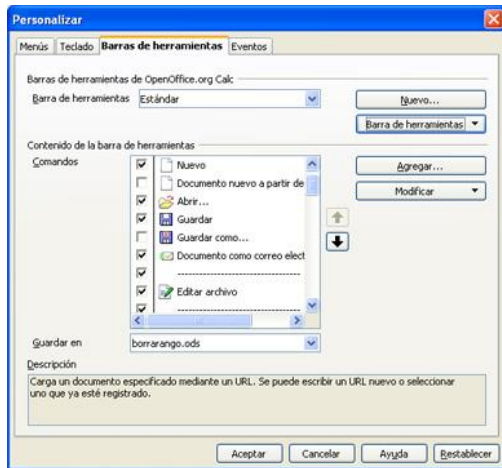 Personalizar
Menús Teclado Barras de herramientas Eventos
Barras de herramientas de OpenOffice.org Calc
Barra de herramientas Estándar Nuevo...
Barra de herramientas
Contenido de la barra de herramientas
Comandos Nuevo Agregar...
Documento nuevo a partir de
Abrir... Modificar
Guardar
Guardar como...
Documento como correo elect
----------------------------------
Editar archivo
----------------------------------
Guardar en borrarango.ods
Descripción
Carga un documento especificado mediante un URL. Se puede escribir un URL nuevo o seleccionar
uno que ya esté registrado.
Aceptar Cancelar Ayuda Restablecer